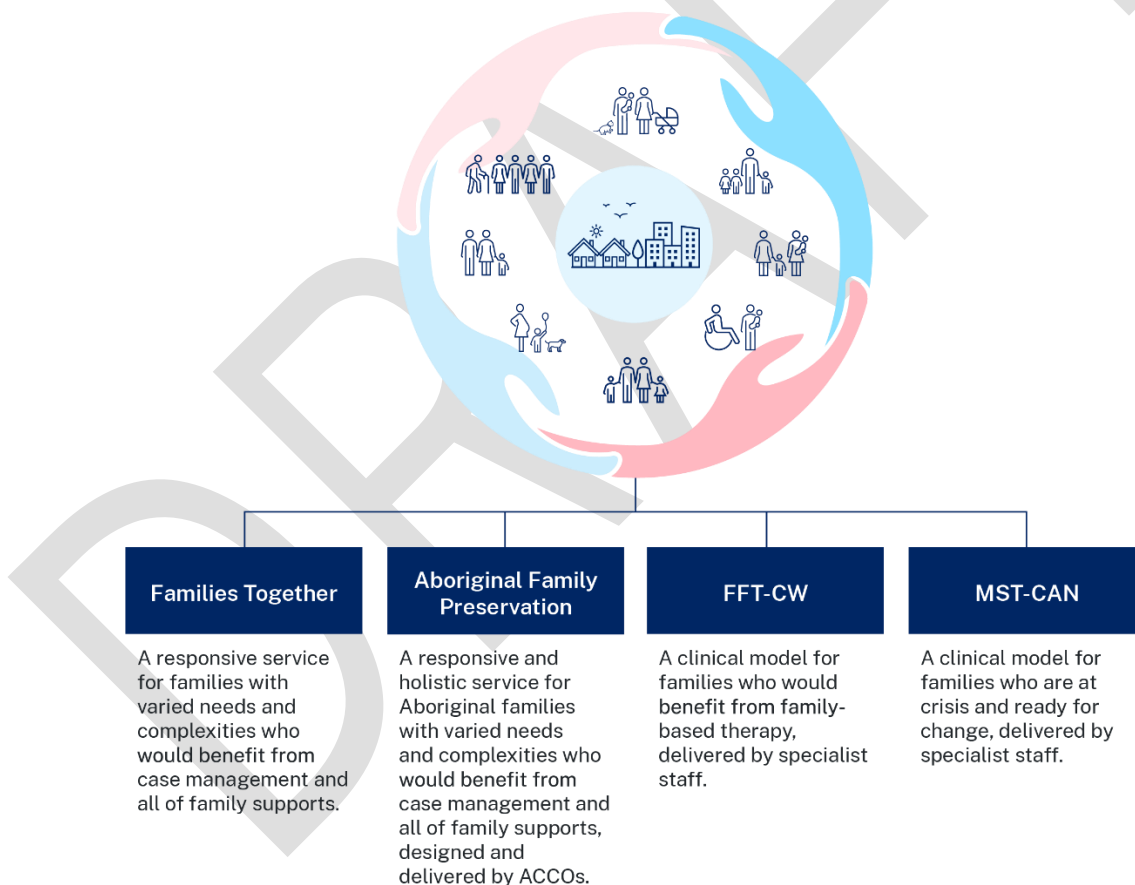 DRAFT
Families Together
A responsive service
for families with
varied needs and
complexities who
would benefit from
case management and
all of family supports.
Aboriginal Family
Preservation
A responsive and
holistic service for
Aboriginal families
with varied needs
and complexities who
would benefit from
case management and
all of family supports,
designed and
delivered by ACCOs.
FFT-CW
A clinical model for
families who would
benefit from family-
based therapy,
delivered by specialist
staff.
MST-CAN
A clinical model for
families who are at
crisis and ready for
change, delivered by
specialist staff.